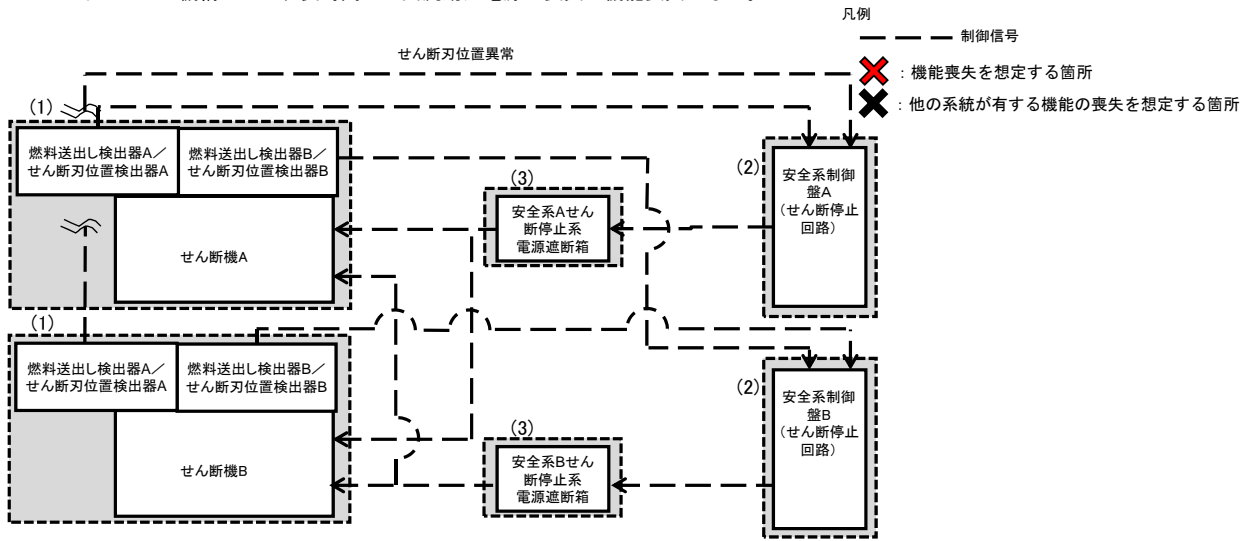 凡例
制御信号
：機能喪失を想定する箇所
：他の系統が有する機能の喪失を想定する箇所
せん断刃位置異常
(1)
燃料送出し検出器A／
せん断刃位置検出器A
燃料送出し検出器B／
せん断刃位置検出器B
せん断機A
(3)
安全系Aせん
断停止系
電源遮断箱
(2)
安全系制御
盤A
（せん断停止
回路）
(1)
燃料送出し検出器A／
せん断刃位置検出器A
燃料送出し検出器B／
せん断刃位置検出器B
せん断機B
(3)
安全系Bせん
断停止系
電源遮断箱
(2)
安全系制御
盤B
（せん断停止
回路）